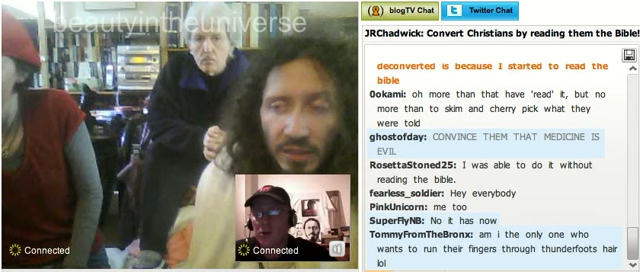 beautyintheuniverse
Connected
Connected
blogTV Chat
Twitter Chat
JRChadwick: Convert Christians by reading them the Bible!
deconverted is because I started to read the
bible
0okami: oh more than that have 'read' it, but no
more than to skim and cherry pick what they
were told
ghostofday: CONVINCE THEM THAT MEDICINE IS
EVIL
RosettaStoned25: I was able to do it without
reading the bible.
fearless_soldier: Hey everybody
PinkUnicorn: me too
SuperFlyNB: No it has now
TommyFromTheBronx: am i the only one who
wants to run their fingers through thunderfoots hair
lol